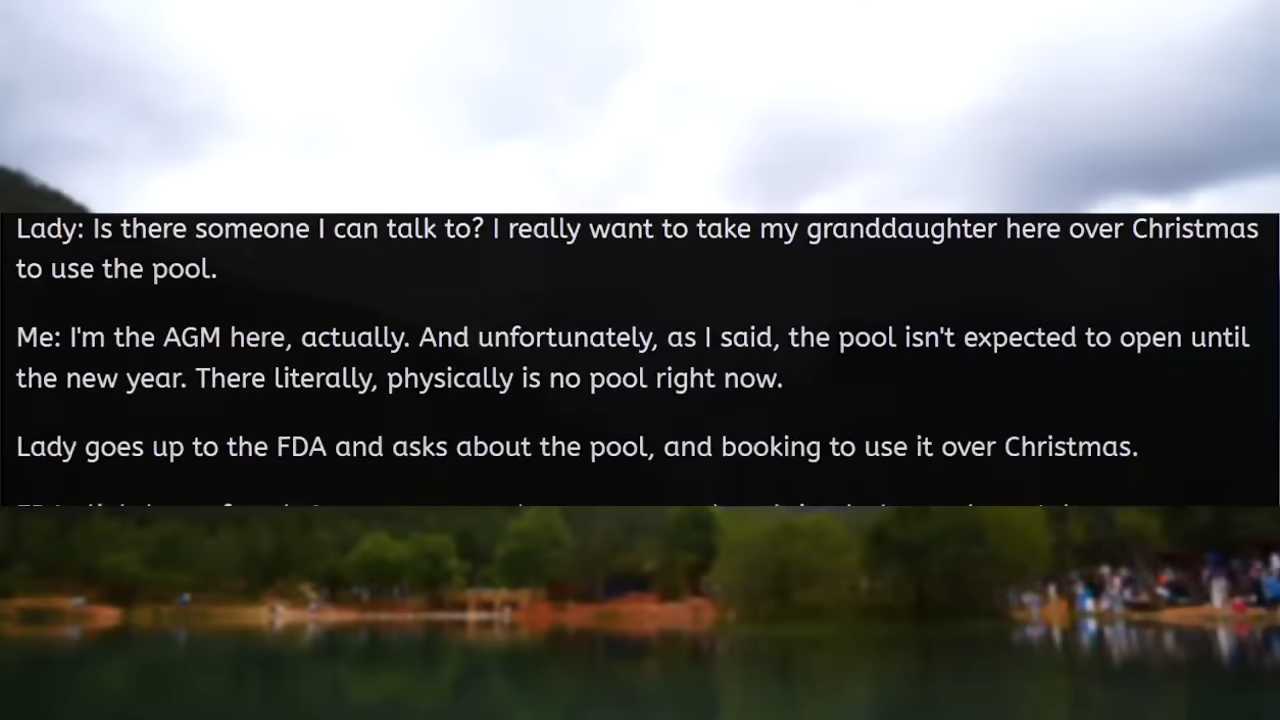 Lady: Is there someone I can talk to? I really want to take my granddaughter here over Christmas
to use the pool.
Me: I'm the AGM here, actually. And unfortunately, as I said, the pool isn't expected to open until
the new year. There literally, physically is no pool right now.
Lady goes up to the FDA and asks about the pool, and booking to use it over Christmas.